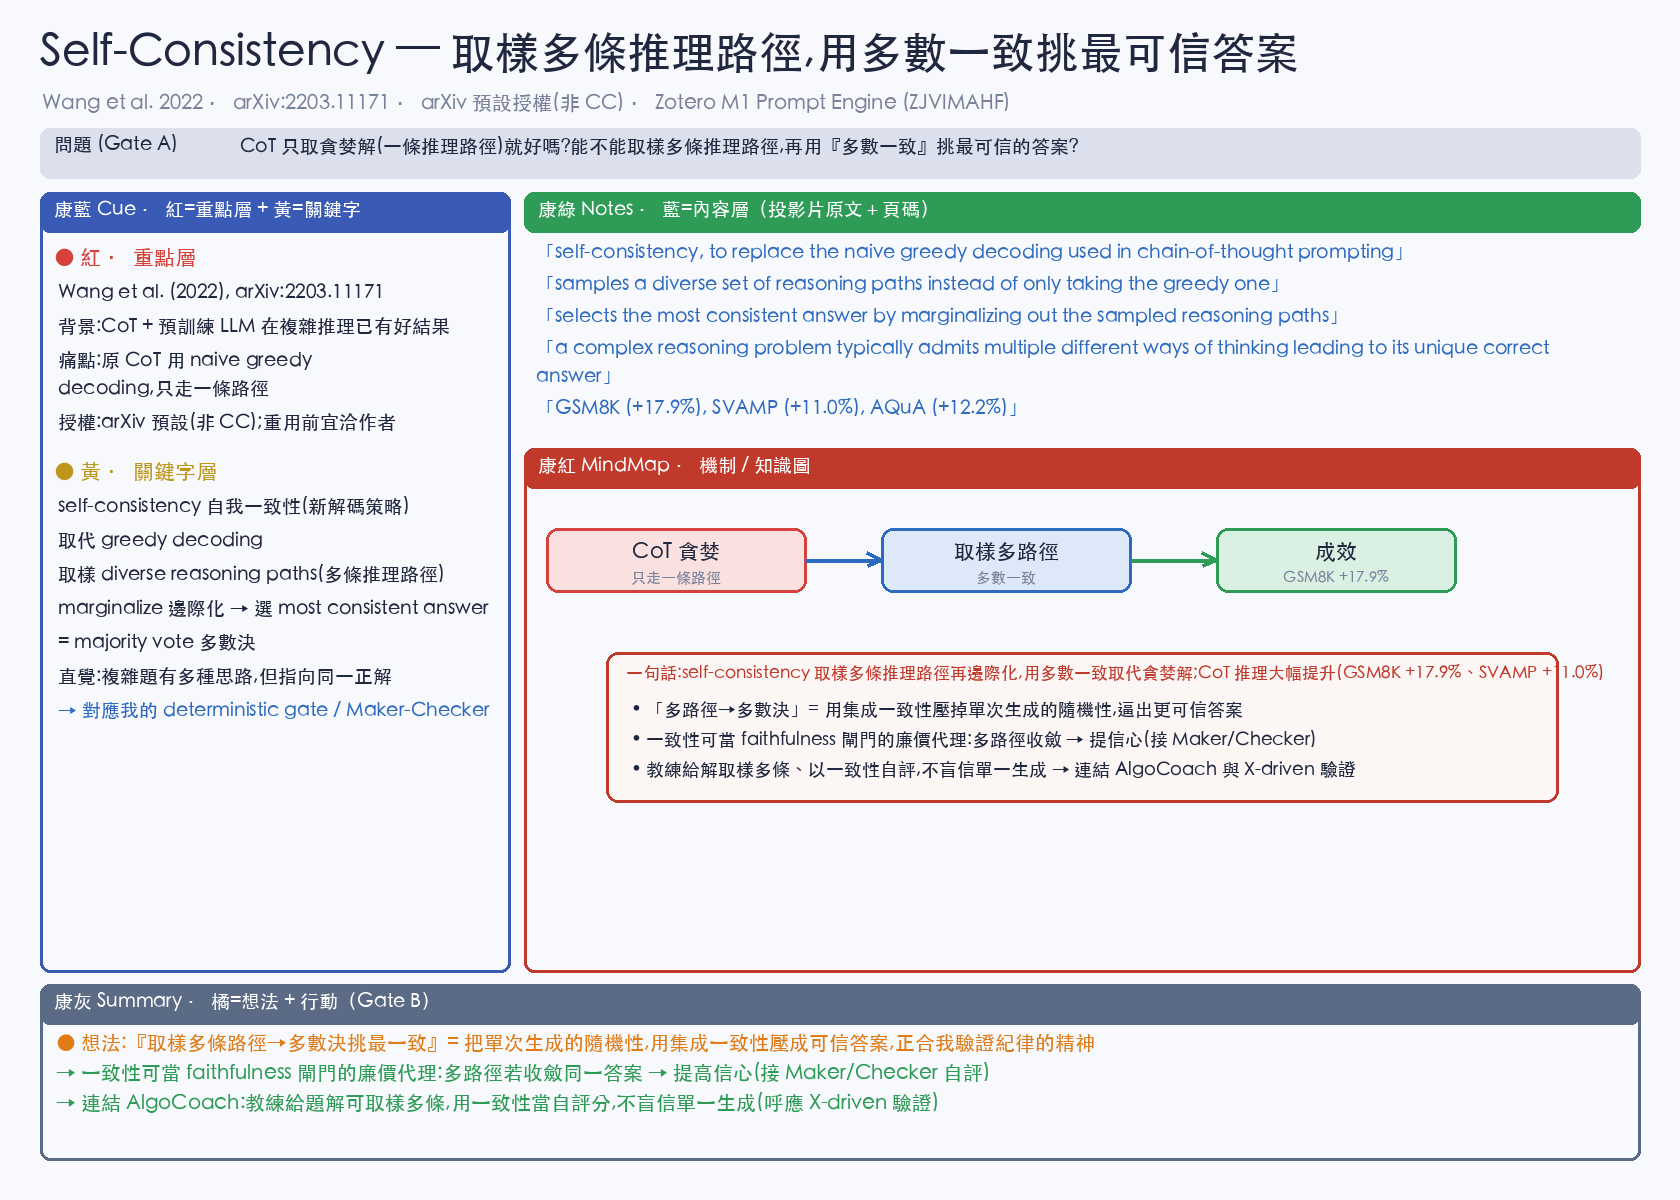 Self-Consistency — 取樣多條推理路徑,用多數一致挑最可信答案
Wang et al. 2022 · arXiv:2203.11171 · arXiv 預設授權(非 CC) · Zotero M1 Prompt Engine (ZJVIMAHF)
問題 (Gate A) CoT 只取貪婪解(一條推理路徑)就好嗎?能不能取樣多條推理路徑,再用『多數一致』挑最可信的答案?
康藍 Cue · 紅=重點層 + 黃=關鍵字
● 紅 · 重點層
Wang et al. (2022), arXiv:2203.11171
背景:CoT + 預訓練 LLM 在複雜推理已有好結果
痛點:原 CoT 用 naive greedy
decoding,只走一條路徑
授權:arXiv 預設(非 CC);重用前宜洽作者
● 黃 · 關鍵字層
self-consistency 自我一致性(新解碼策略)
取代 greedy decoding
取樣 diverse reasoning paths(多條推理路徑)
marginalize 邊際化 → 選 most consistent answer
= majority vote 多數決
直覺:複雜題有多種思路,但指向同一正解
→ 對應我的 deterministic gate / Maker-Checker
康綠 Notes · 藍=內容層（投影片原文 + 頁碼）
「self-consistency, to replace the naive greedy decoding used in chain-of-thought prompting」
「samples a diverse set of reasoning paths instead of only taking the greedy one」
「selects the most consistent answer by marginalizing out the sampled reasoning paths」
「a complex reasoning problem typically admits multiple different ways of thinking leading to its unique correct
answer」
「GSM8K (+17.9%), SVAMP (+11.0%), AQuA (+12.2%)」
康紅 MindMap · 機制 / 知識圖
CoT 貪婪
只走一條路徑
取樣多路徑
多數一致
成效
GSM8K +17.9%
一句話:self-consistency 取樣多條推理路徑再邊際化,用多數一致取代貪婪解;CoT 推理大幅提升(GSM8K +17.9%、SVAMP +11.0%)
• 「多路徑→多數決」= 用集成一致性壓掉單次生成的隨機性,逼出更可信答案
• 一致性可當 faithfulness 閘門的廉價代理:多路徑收斂 → 提信心(接 Maker/Checker)
• 教練給解取樣多條、以一致性自評,不盲信單一生成 → 連結 AlgoCoach 與 X-driven 驗證
康灰 Summary · 橘=想法 + 行動（Gate B）
● 想法:『取樣多條路徑→多數決挑最一致』= 把單次生成的隨機性,用集成一致性壓成可信答案,正合我驗證紀律的精神
→ 一致性可當 faithfulness 閘門的廉價代理:多路徑若收斂同一答案 → 提高信心(接 Maker/Checker 自評)
→ 連結 AlgoCoach:教練給題解可取樣多條,用一致性當自評分,不盲信單一生成(呼應 X-driven 驗證)